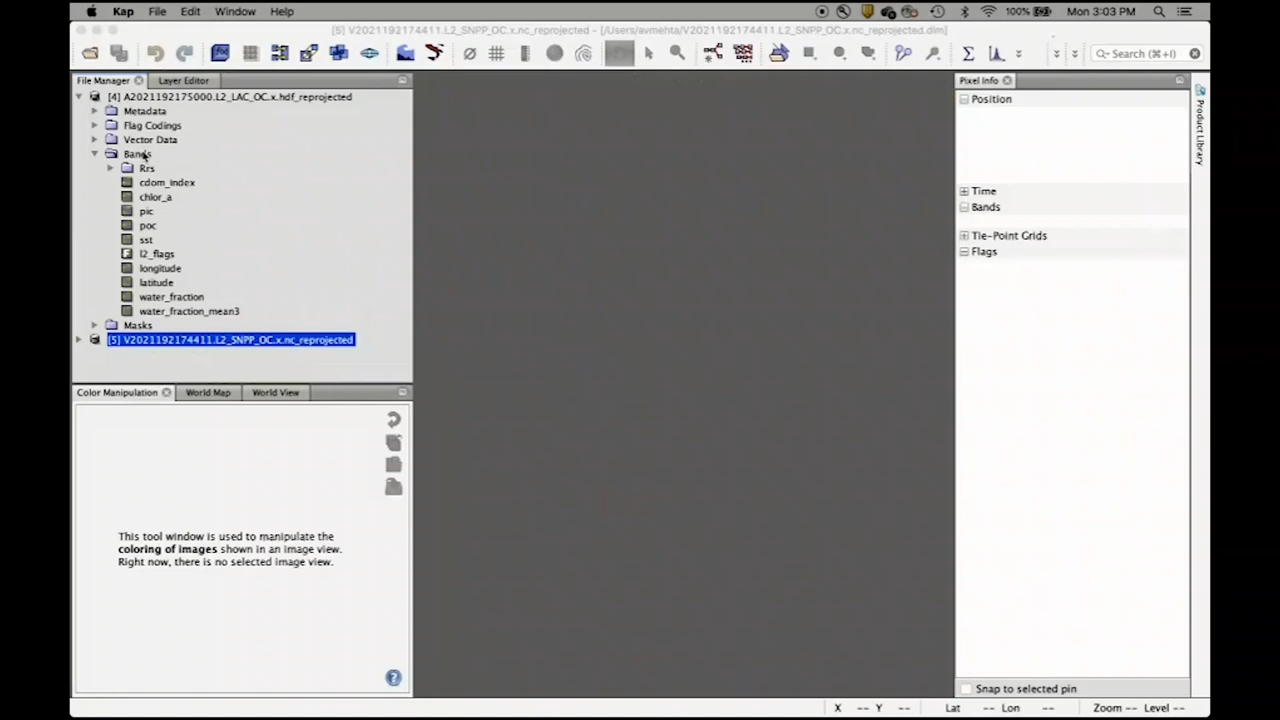 Kap File Edit Window Help 100% Mon 3:03 PM
[5] V2021192174411.L2_SNPP_OC.x.nc_reprojected - [/Users/avmehta/V2021192174411.L2_SNPP_OC.x.nc_reprojected.dim]
Search (⌘+I)
File Manager Layer Editor
[4] A2021192175000.L2_LAC_OC.x.hdf_reprojected
Metadata
Flag Codings
Vector Data
Bands
Rrs
cdom_index
chlor_a
pic
poc
sst
l2_flags
longitude
latitude
water_fraction
water_fraction_mean3
Masks
[5] V2021192174411.L2_SNPP_OC.x.nc_reprojected
Color Manipulation World Map World View
This tool window is used to manipulate the
coloring of images shown in an image view.
Right now, there is no selected image view.
Pixel Info
Position
Time
Bands
Tie-Point Grids
Flags
Snap to selected pin
Product Library
X -- Y -- Lat -- Lon -- Zoom -- Level --